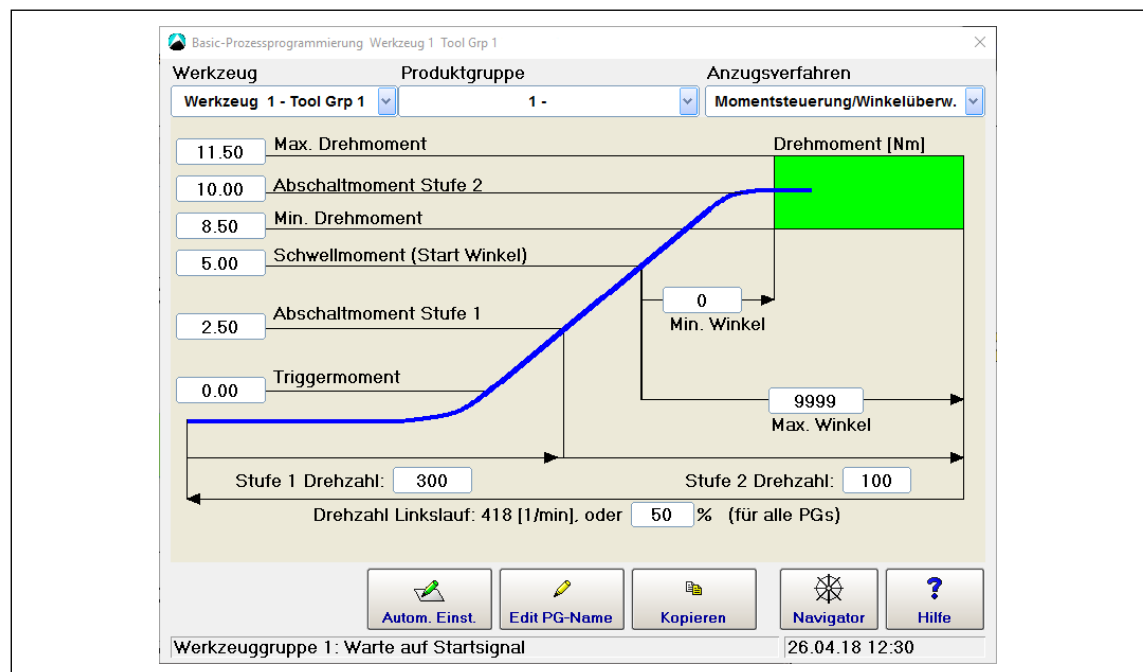 Basic-Prozessprogrammierung Werkzeug 1 Tool Grp 1
Werkzeug Produktgruppe Anzugsverfahren
Werkzeug 1 - Tool Grp 1 1 - Momentsteuerung/Winkelüberw.
11.50 Max. Drehmoment Drehmoment [Nm]
10.00 Abschaltmoment Stufe 2
8.50 Min. Drehmoment
5.00 Schwellmoment (Start Winkel)
0
Min. Winkel
2.50 Abschaltmoment Stufe 1
0.00 Triggermoment
9999
Max. Winkel
Stufe 1 Drehzahl: 300 Stufe 2 Drehzahl: 100
Drehzahl Linkslauf: 418 [1/min], oder 50 % (für alle PGs)
Autom. Einst. Edit PG-Name Kopieren Navigator Hilfe
Werkzeuggruppe 1: Warte auf Startsignal 26.04.18 12:30